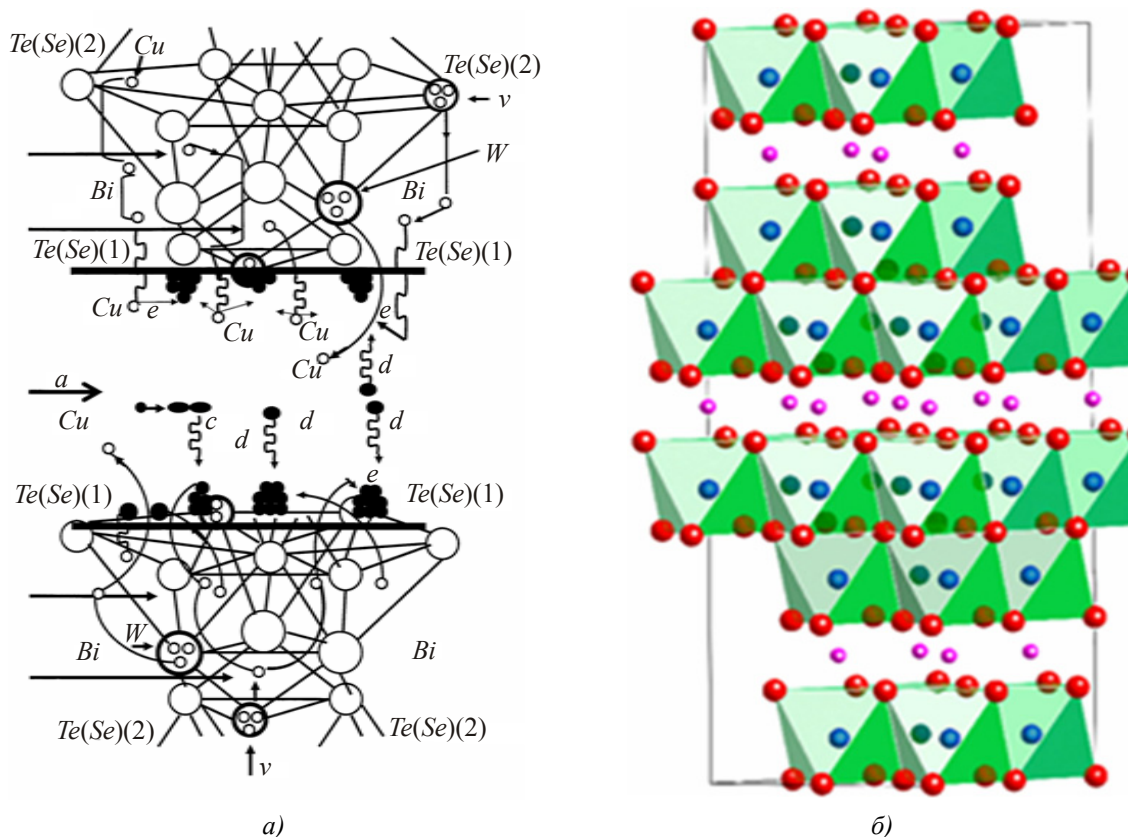 Te(Se)(2)
Cu
Te(Se)(2)
v
W
Bi
Bi
Te(Se)(1)
Te(Se)(1)
Cu
e
Cu
Cu
e
Cu
d
a
Cu
c
d
d
d
e
Te(Se)(1)
Te(Se)(1)
W
Bi
Bi
Te(Se)(2)
Te(Se)(2)
v
а)
б)